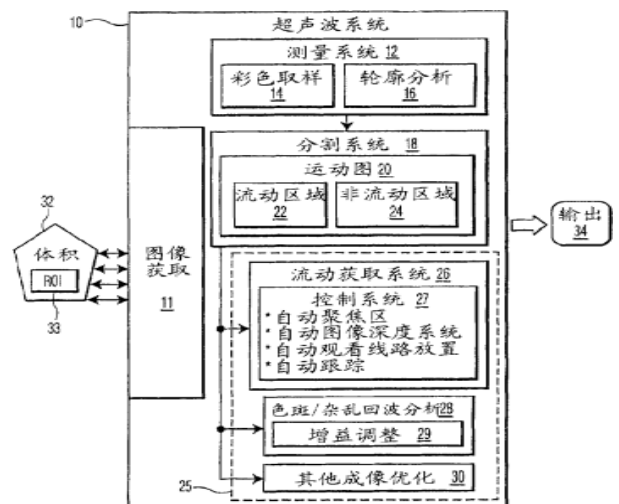 10
超声波系统
测量系统 12
彩色取样
14
轮廓分析
16
分割系统 18
运动图 20
流动区域
22
非流动区域
24
32
体积
ROI
33
图像
获取
11
输出
34
流动获取系统 26
控制系统 27
*自动聚焦区
*自动图像深度系统
*自动观看线路放置
*自动跟踪
色斑/杂乱回波分析 28
增益调整 29
其他成像优化 30
25